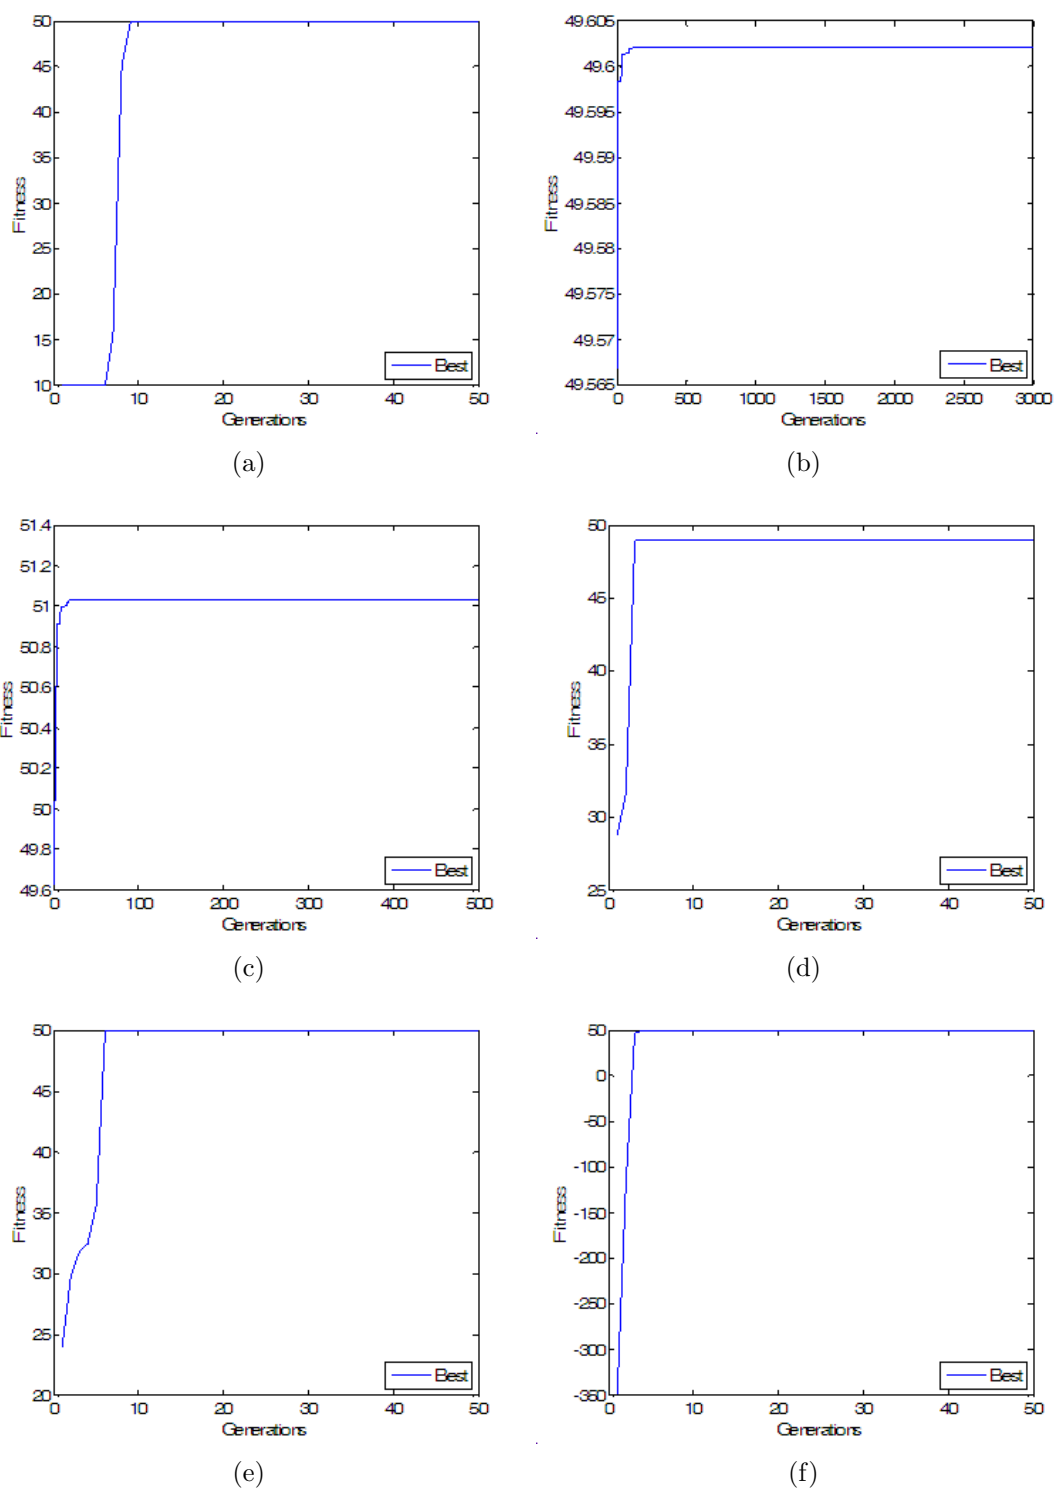 50
45
40
35
30
25
20
15
10
Fitness
Best
0 10 20 30 40 50
Generations
(a)
49.605
49.6
49.595
49.59
49.585
49.58
49.575
49.57
49.565
Fitness
Best
0 500 1000 1500 2000 2500 3000
Generations
(b)
51.4
51.2
51
50.8
50.6
50.4
50.2
50
49.8
49.6
Fitness
Best
0 100 200 300 400 500
Generations
(c)
50
45
40
35
30
25
Fitness
Best
0 10 20 30 40 50
Generations
(d)
50
45
40
35
30
25
20
Fitness
Best
0 10 20 30 40 50
Generations
(e)
50
0
-50
-100
-150
-200
-250
-300
-350
Fitness
Best
0 10 20 30 40 50
Generations
(f)